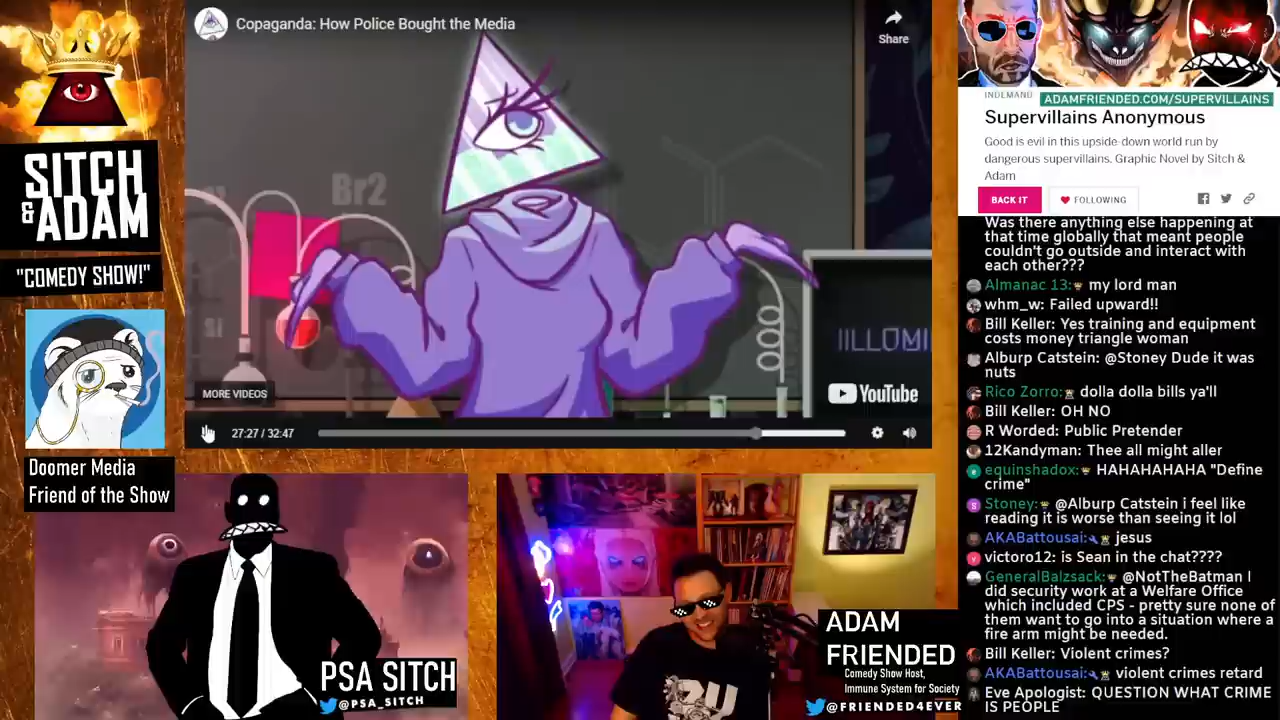 Copaganda: How Police Bought the Media
Share
Br2
MORE VIDEOS
YouTube
27:27 / 32:47
SITCH
& ADAM
"COMEDY SHOW!"
Doomer Media
Friend of the Show
PSA SITCH
@PSA_SITCH
ADAM
FRIENDED
Comedy Show Host,
Immune System for Society
@FRIENDED4EVER
INDEMAND
ADAMFRIENDED.COM/SUPERVILLAINS
Supervillains Anonymous
Good is evil in this upside-down world run by
dangerous supervillains. Graphic Novel by Sitch &
Adam
BACK IT
FOLLOWING
Was there anything else happening at
that time globally that meant people
couldn't go outside and interact with
each other???
Almanac 13: my lord man
whm_w: Failed upward!!
Bill Keller: Yes training and equipment
costs money triangle woman
Alburp Catstein: @Stoney Dude it was
nuts
Rico Zorro: dolla dolla bills ya'll
Bill Keller: OH NO
R Worded: Public Pretender
12Kandyman: Thee all might aller
equinshadox: HAHAHAHAHA "Define
crime"
Stoney: @Alburp Catstein i feel like
reading it is worse than seeing it lol
AKABattousai: jesus
victoro12: is Sean in the chat????
GeneralBalzsack: @NotTheBatman I
did security work at a Welfare Office
which included CPS - pretty sure none of
them want to go into a situation where a
fire arm might be needed.
Bill Keller: Violent crimes?
AKABattousai: violent crimes retard
Eve Apologist: QUESTION WHAT CRIME
IS PEOPLE